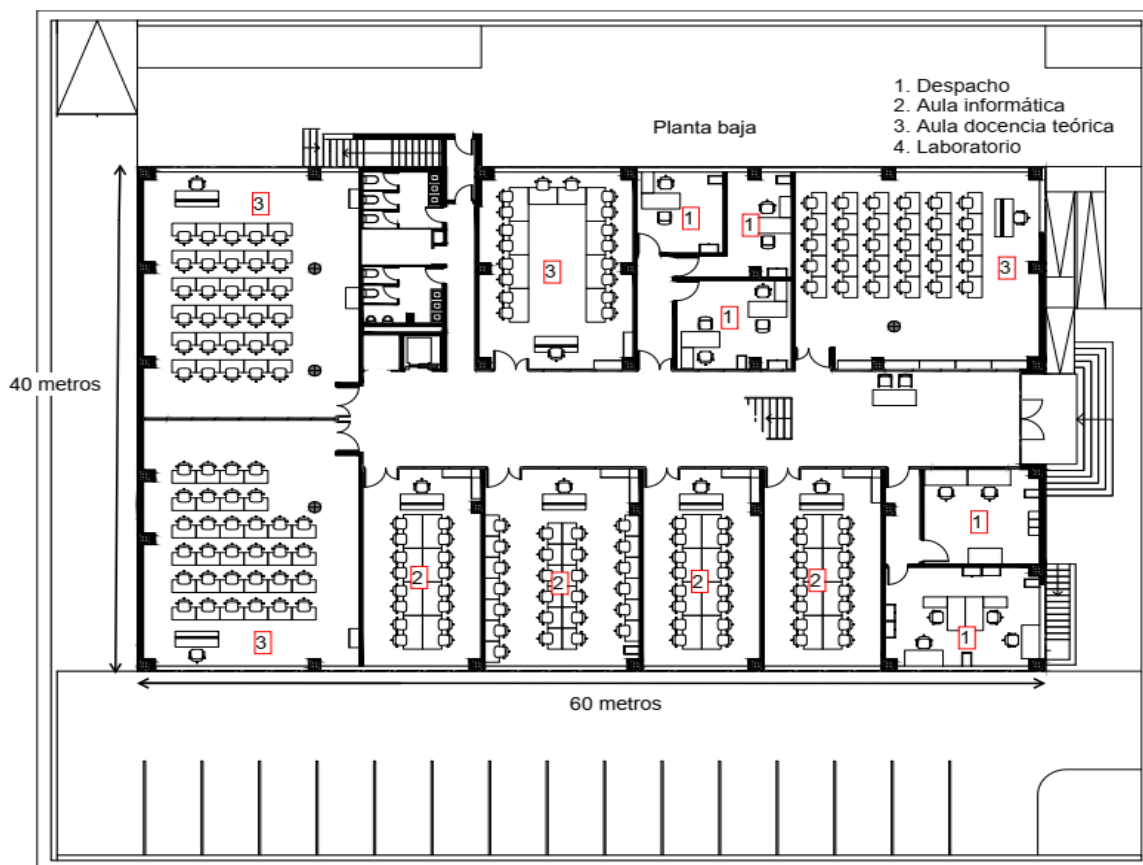 1. Despacho
2. Aula informática
3. Aula docencia teórica
4. Laboratorio
Planta baja
3
1
1
3
3
1
40 metros
2
2
2
2
1
3
1
60 metros